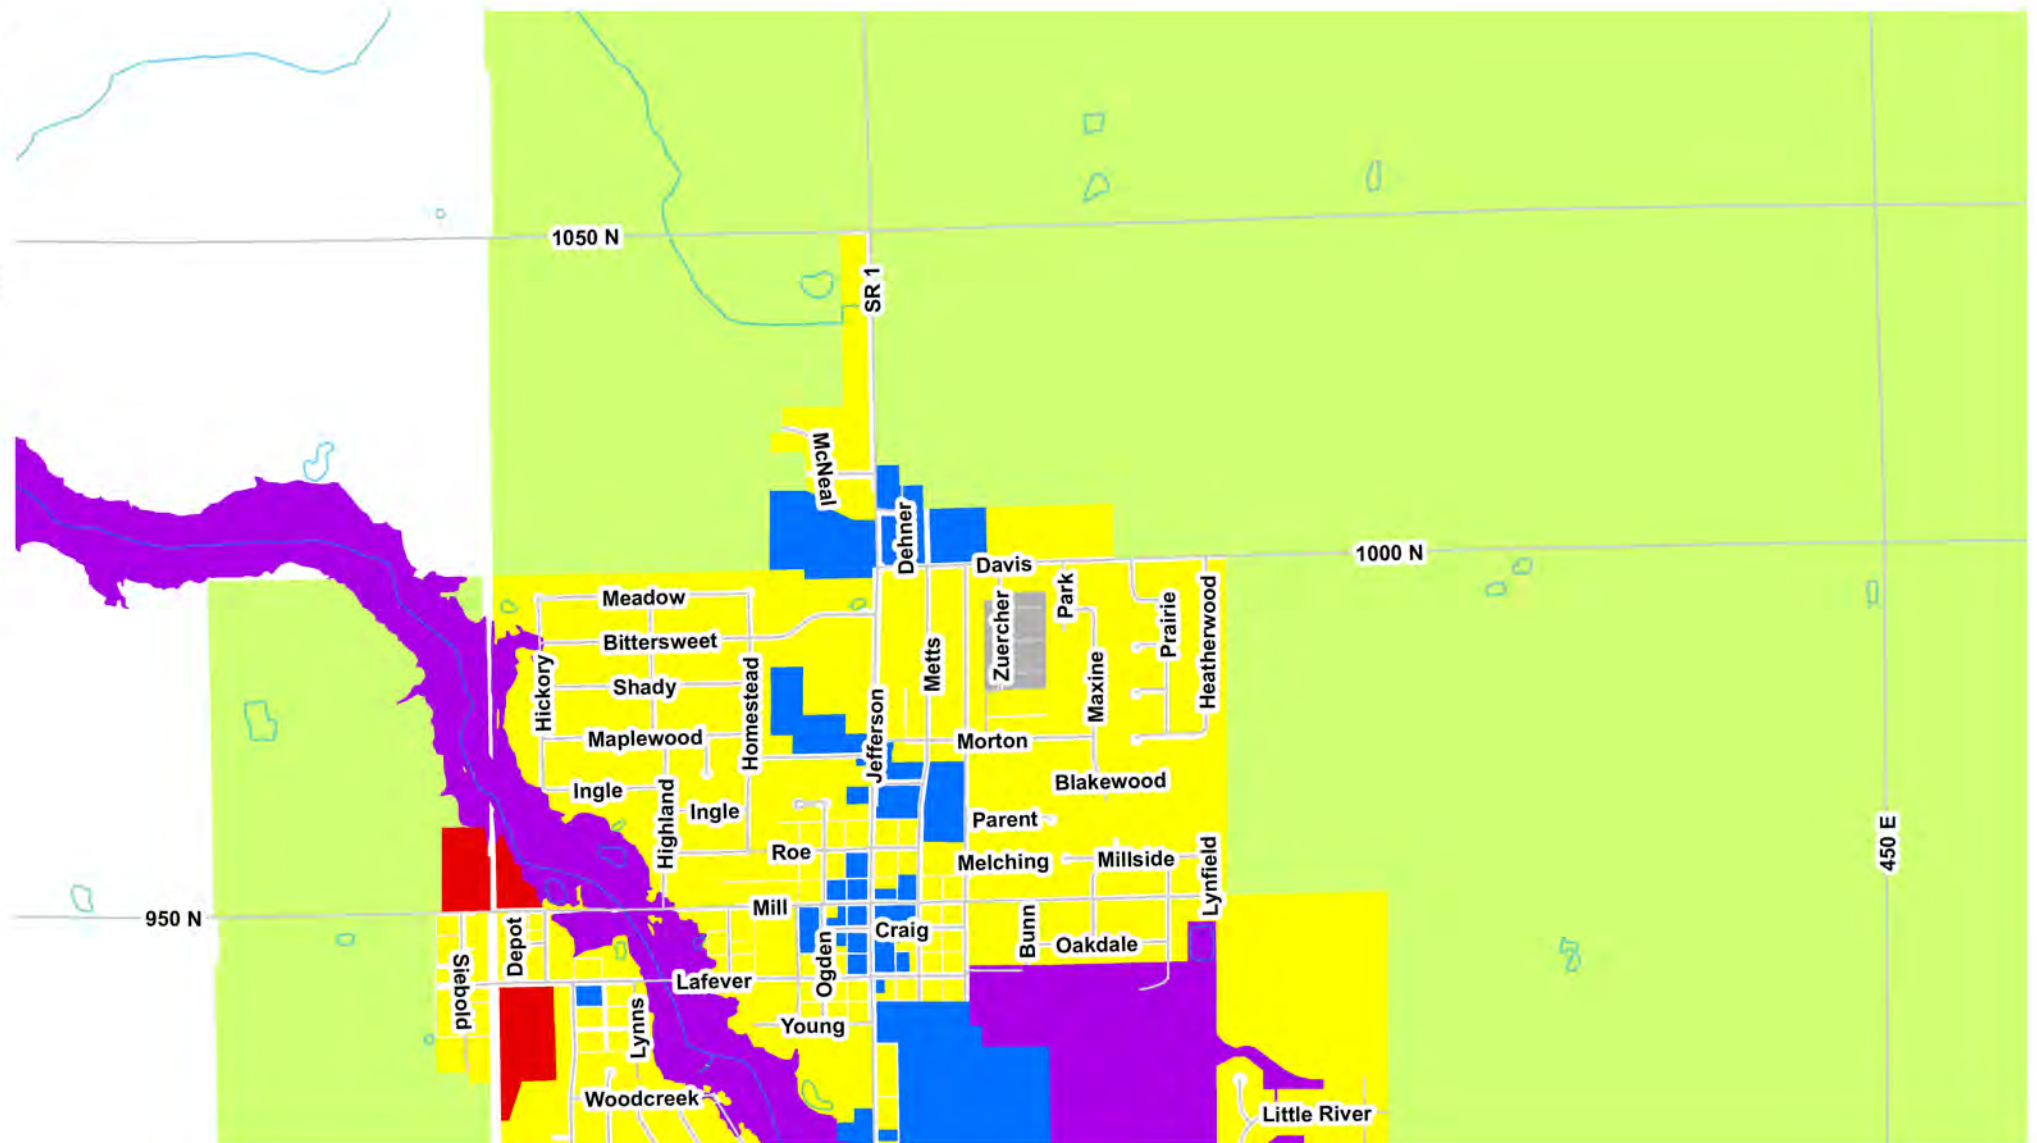 1050 N
SR 1
McNeal
Dehner
1000 N
Davis
Meadow
Park
Zuercher
Prairie
Heatherwood
Bittersweet
Metts
Shady
Hickory
Homestead
Maxine
Jefferson
Maplewood
Morton
Blakewood
Ingle
Ingle
Highland
Parent
450 E
Roe
Melching
Millside
Lynfield
Mill
950 N
Craig
Bunn
Oakdale
Depot
Ogden
Siebold
Lafever
Lynns
Young
Woodcreek
Little River